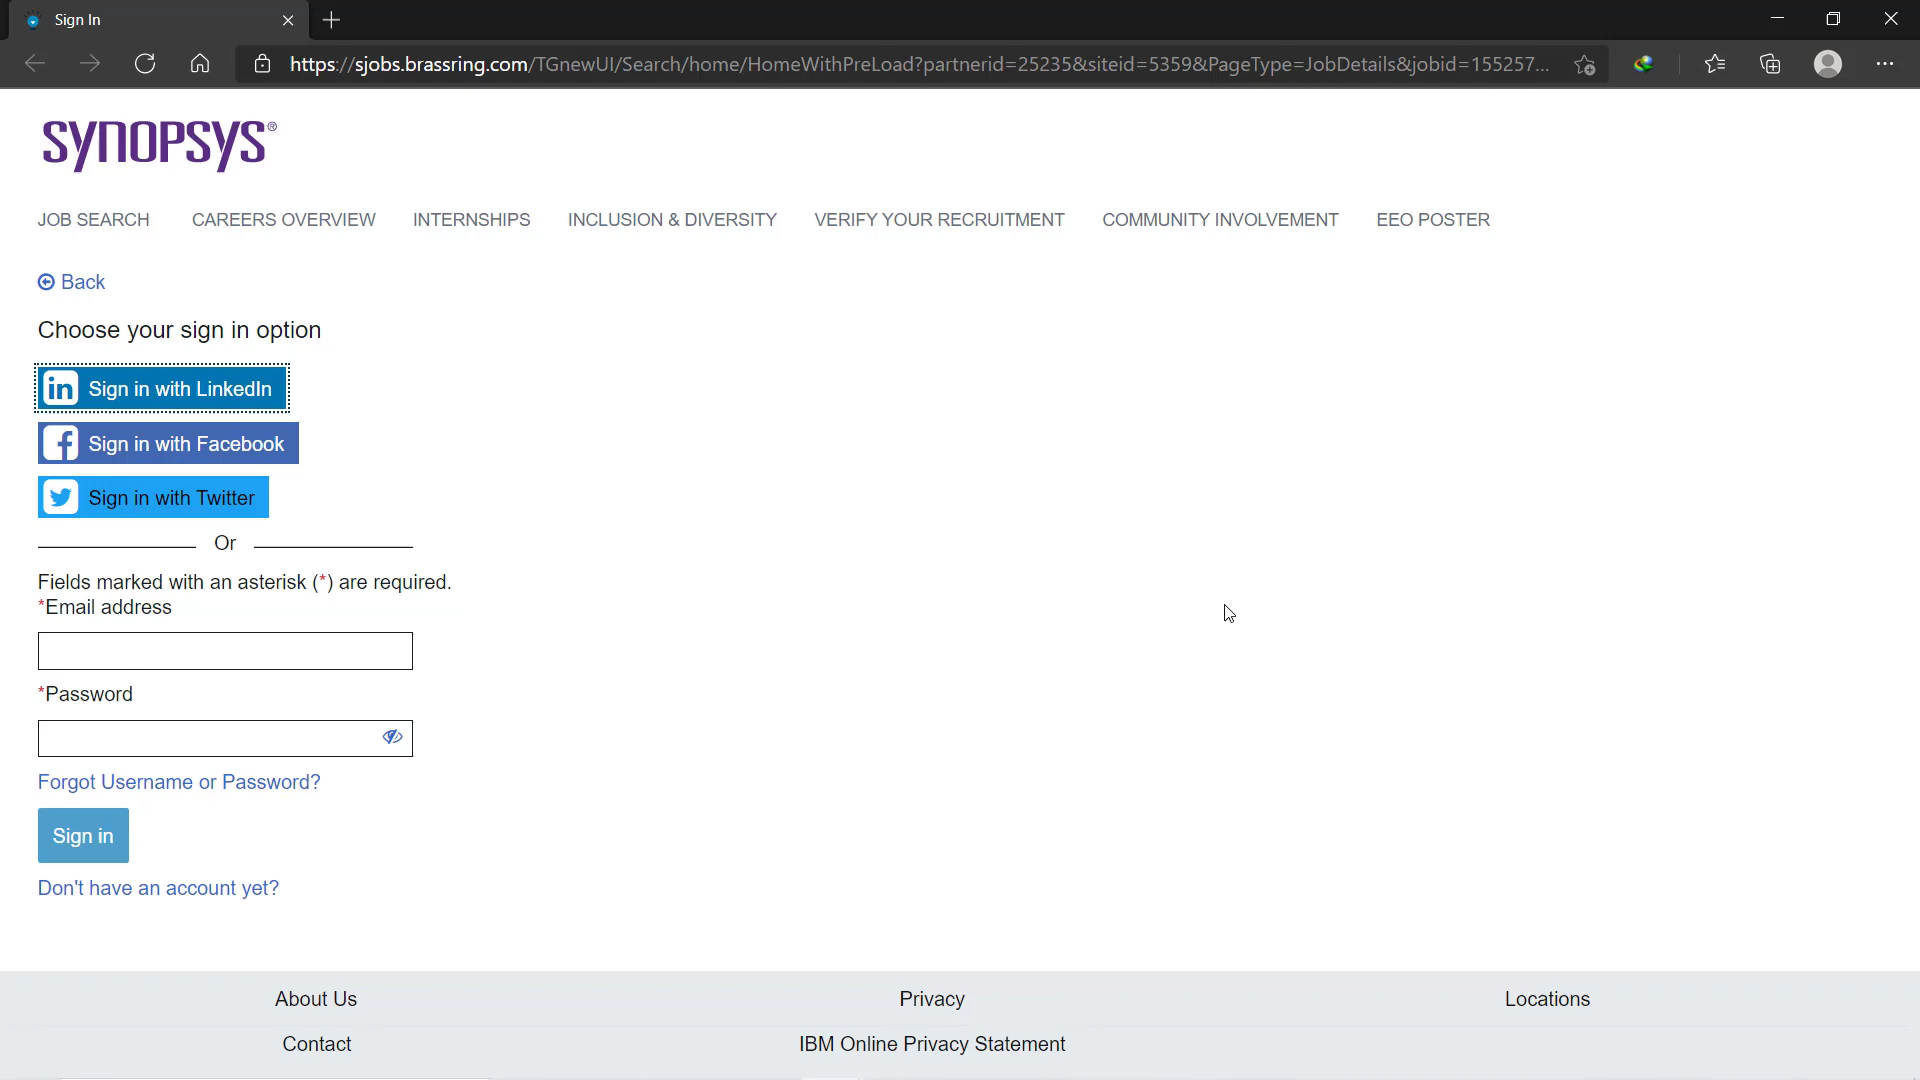 Sign In
https://sjobs.brassring.com/TGnewUI/Search/home/HomeWithPreLoad?partnerid=25235&siteid=5359&PageType=JobDetails&jobid=155257...
SYNOPSYS®
JOB SEARCH CAREERS OVERVIEW INTERNSHIPS INCLUSION & DIVERSITY VERIFY YOUR RECRUITMENT COMMUNITY INVOLVEMENT EEO POSTER
Back
Choose your sign in option
in Sign in with LinkedIn
f Sign in with Facebook
Sign in with Twitter
Or
Fields marked with an asterisk (*) are required.
*Email address
*Password
Forgot Username or Password?
Sign in
Don't have an account yet?
About Us Privacy Locations
Contact IBM Online Privacy Statement